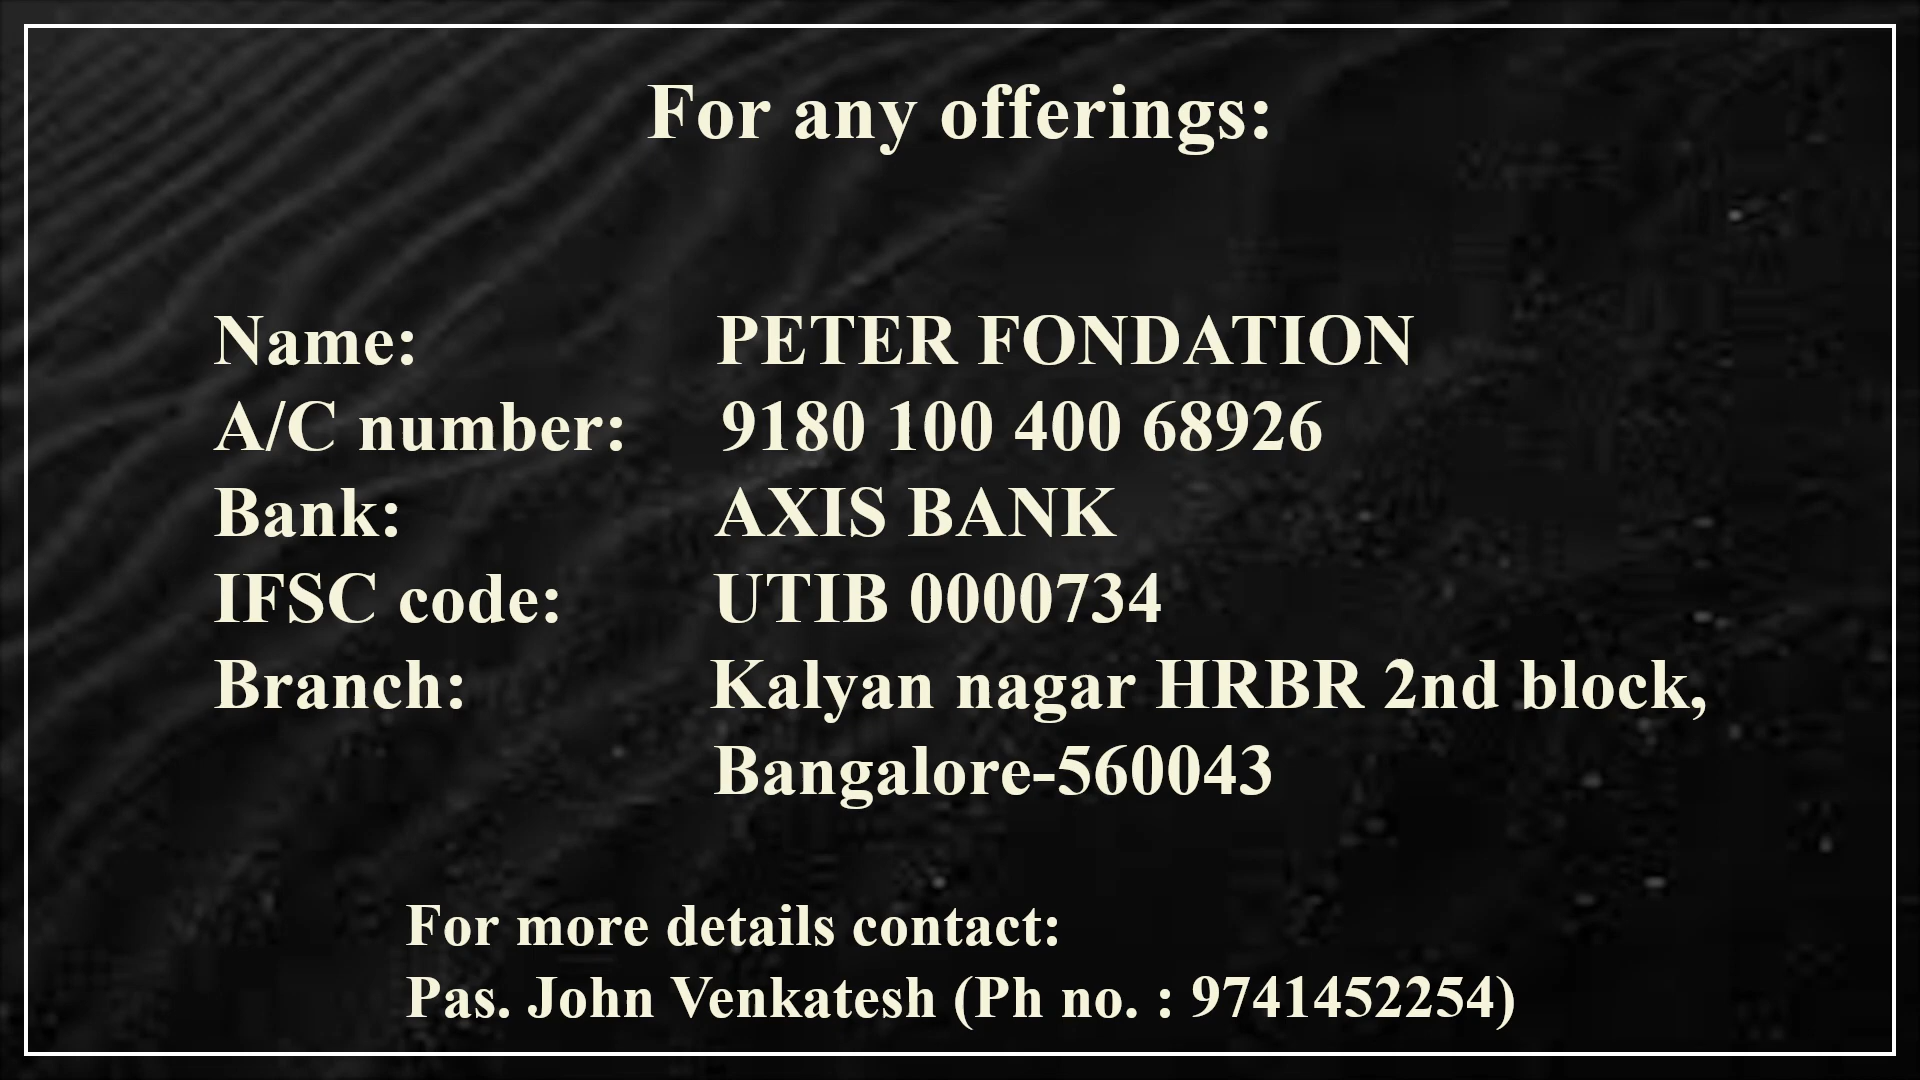 For any offerings:
Name: PETER FONDATION
A/C number: 9180 100 400 68926
Bank: AXIS BANK
IFSC code: UTIB 0000734
Branch: Kalyan nagar HRBR 2nd block,
Bangalore-560043
For more details contact:
Pas. John Venkatesh (Ph no. : 9741452254)